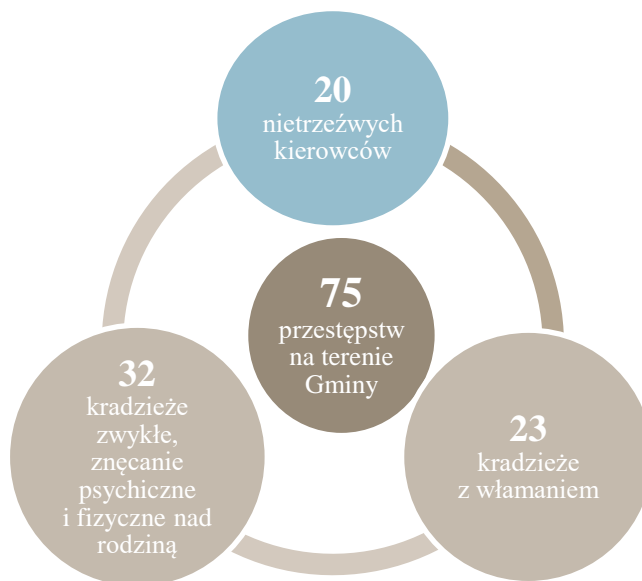 20
nietrzeźwych
kierowców
75
przestępstw
na terenie
Gminy
32
kradzieże
zwykłe,
znęcanie
psychiczne
i fizyczne nad
rodziną
23
kradzieże
z włamaniem